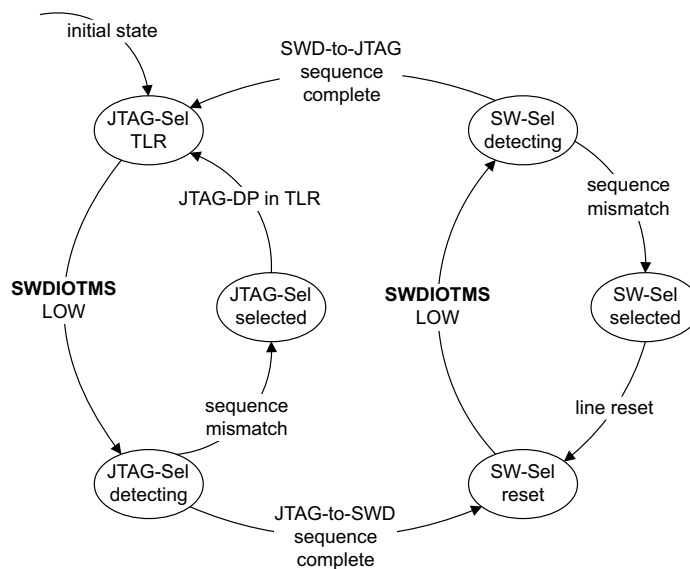 initial state
SWD-to-JTAG
sequence
complete
JTAG-Sel
TLR
SW-Sel
detecting
sequence
mismatch
JTAG-DP in TLR
SWDIOTMS
LOW
JTAG-Sel
selected
SWDIOTMS
LOW
SW-Sel
selected
sequence
mismatch
line reset
JTAG-Sel
detecting
SW-Sel
reset
JTAG-to-SWD
sequence
complete